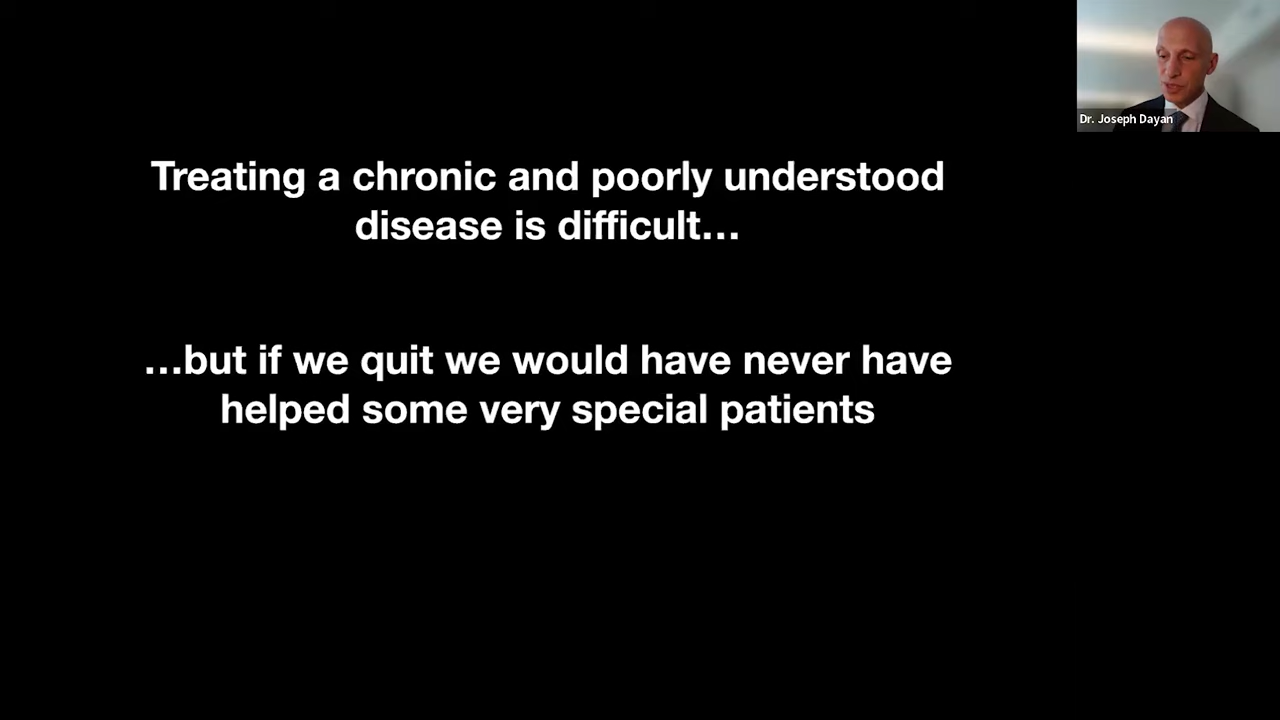 Dr. Joseph Dayan
Treating a chronic and poorly understood
disease is difficult…
…but if we quit we would have never have
helped some very special patients